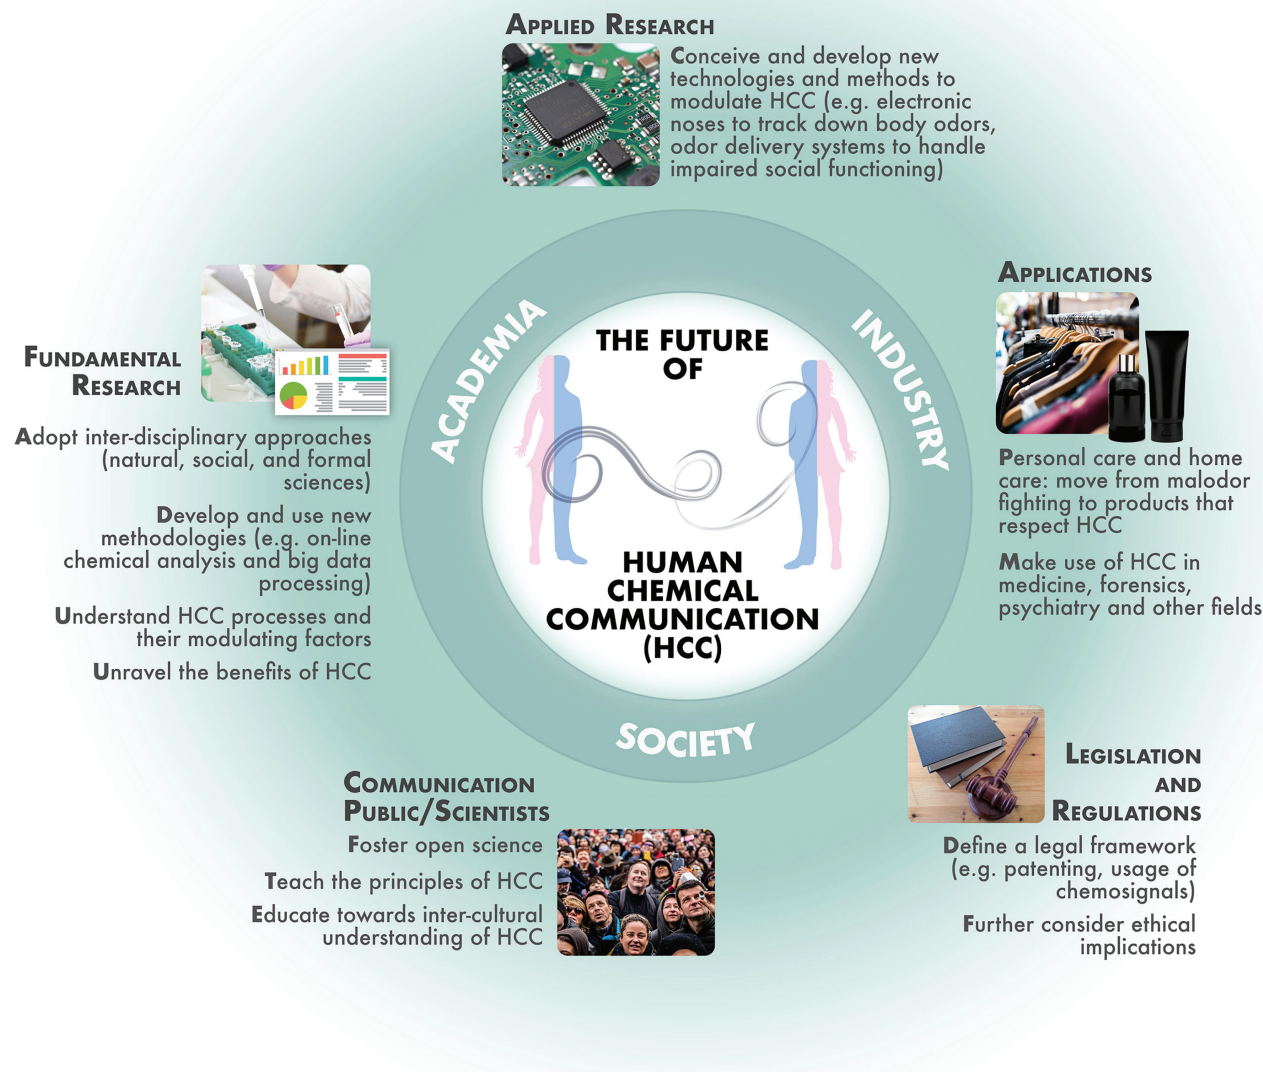 APPLIED RESEARCH
Conceive and develop new
technologies and methods to
modulate HCC (e.g. electronic
noses to track down body odors,
odor delivery systems to handle
impaired social functioning)
ACADEMIA
INDUSTRY
SOCIETY
THE FUTURE
OF
HUMAN
CHEMICAL
COMMUNICATION
(HCC)
FUNDAMENTAL
RESEARCH
Adopt inter-disciplinary approaches
(natural, social, and formal
sciences)
Develop and use new
methodologies (e.g. on-line
chemical analysis and big data
processing)
Understand HCC processes and
their modulating factors
Unravel the benefits of HCC
APPLICATIONS
Personal care and home
care: move from malodor
fighting to products that
respect HCC
Make use of HCC in
medicine, forensics,
psychiatry and other fields
COMMUNICATION
PUBLIC/SCIENTISTS
Foster open science
Teach the principles of HCC
Educate towards inter-cultural
understanding of HCC
LEGISLATION
AND
REGULATIONS
Define a legal framework
(e.g. patenting, usage of
chemosignals)
Further consider ethical
implications